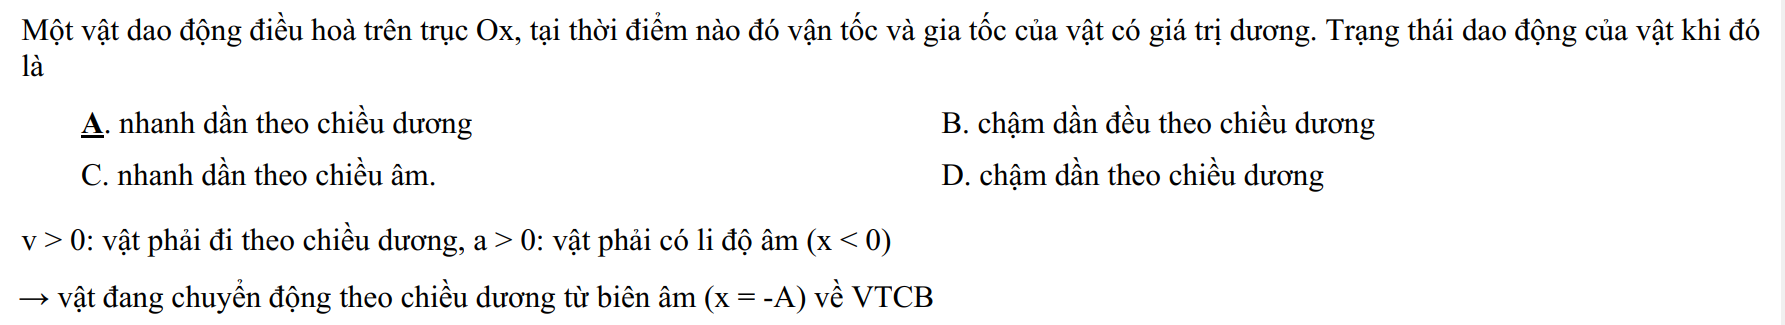 Một vật dao động điều hoà trên trục Ox, tại thời điểm nào đó vận tốc và gia tốc của vật có giá trị dương. Trạng thái dao động của vật khi đó
là
A. nhanh dần theo chiều dương B. chậm dần đều theo chiều dương
C. nhanh dần theo chiều âm. D. chậm dần theo chiều dương
v > 0: vật phải đi theo chiều dương, a > 0: vật phải có li độ âm (x < 0)
→ vật đang chuyển động theo chiều dương từ biên âm (x = -A) về VTCB